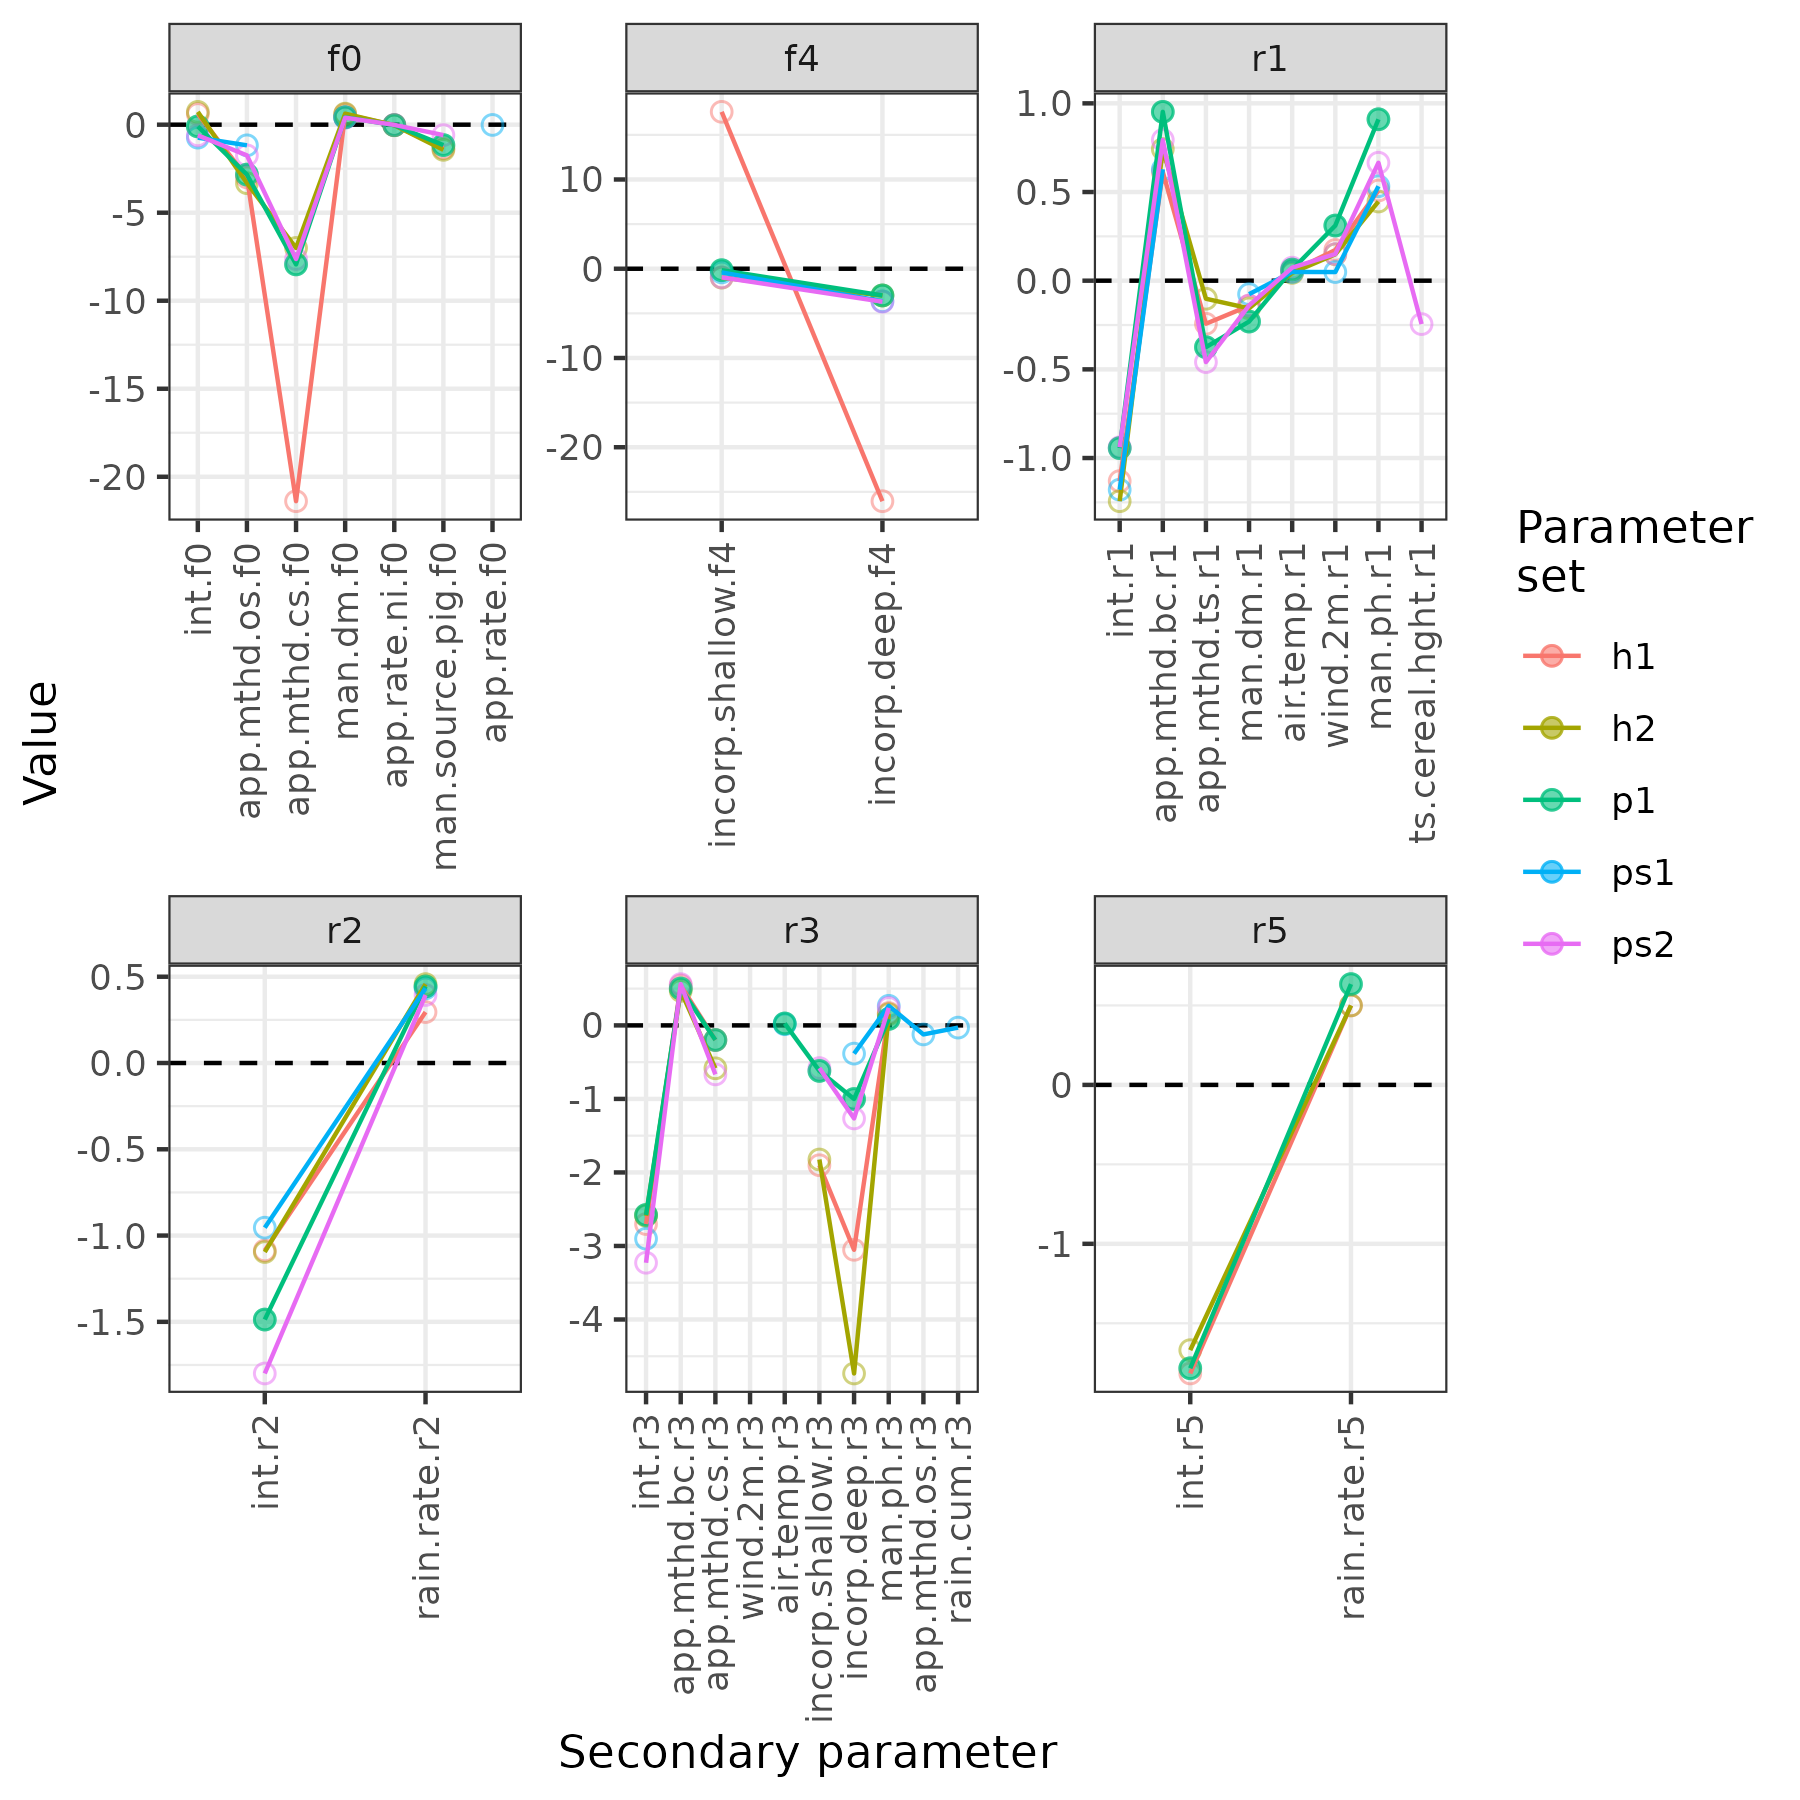 f0
f4
r1
0
-5
-10
-15
-20
10
0
-10
-20
1.0
0.5
0.0
-0.5
-1.0
int.f0
app.mthd.os.f0
app.mthd.cs.f0
man.dm.f0
app.rate.ni.f0
man.source.pig.f0
app.rate.f0
incorp.shallow.f4
incorp.deep.f4
int.r1
app.mthd.bc.r1
app.mthd.ts.r1
man.dm.r1
air.temp.r1
wind.2m.r1
man.ph.r1
ts.cereal.hght.r1
Value
Parameter
set
h1
h2
p1
ps1
ps2
r2
r3
r5
0.5
0.0
-0.5
-1.0
-1.5
0
-1
-2
-3
-4
0
-1
int.r2
rain.rate.r2
int.r3
app.mthd.bc.r3
app.mthd.cs.r3
wind.2m.r3
air.temp.r3
incorp.shallow.r3
incorp.deep.r3
man.ph.r3
app.mthd.os.r3
rain.cum.r3
int.r5
rain.rate.r5
Secondary parameter